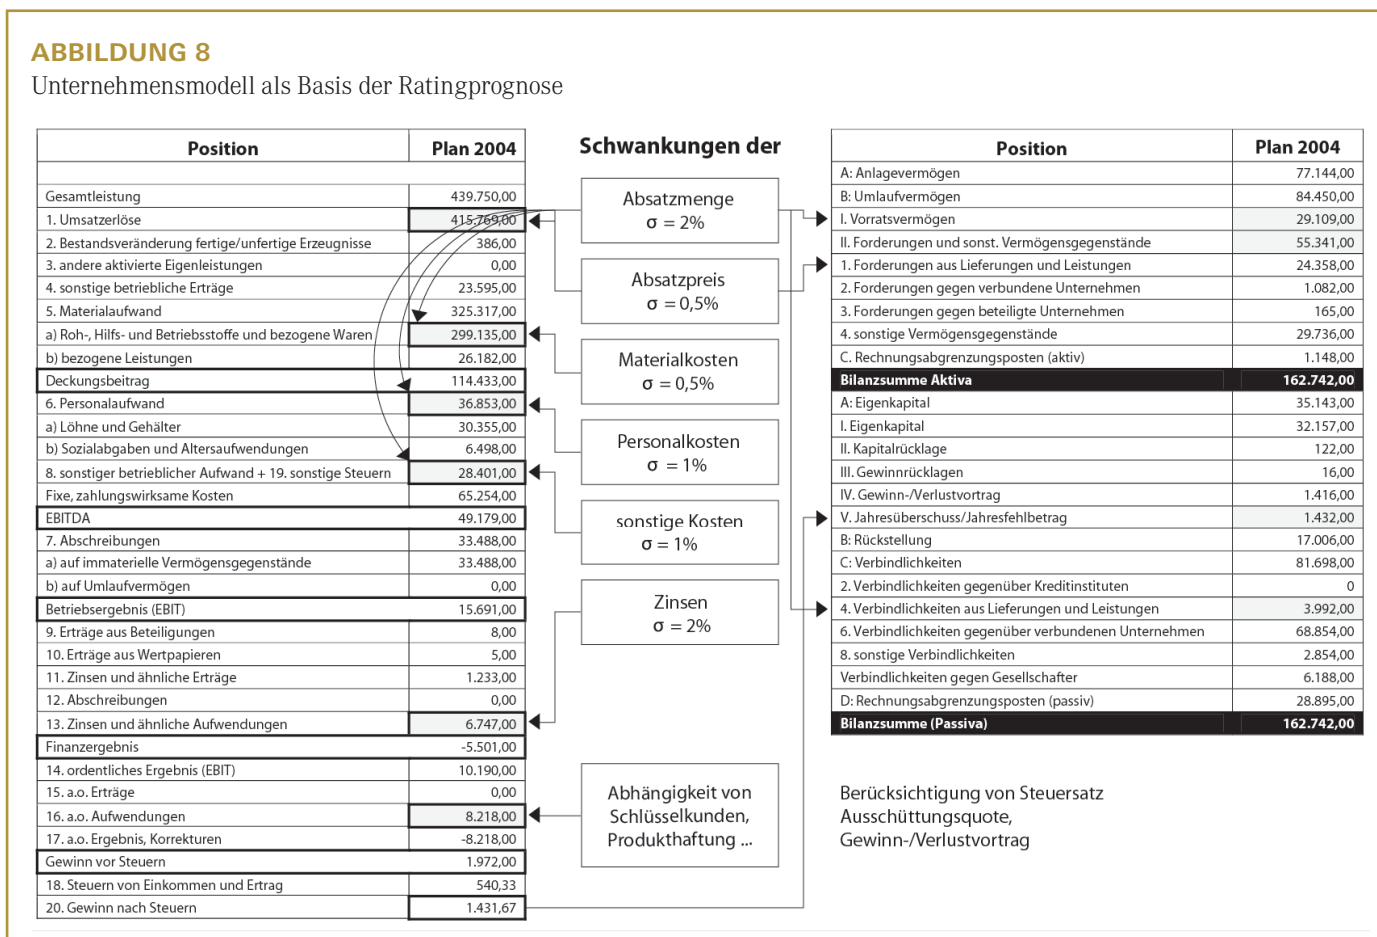 ABBILDUNG 8
Unternehmensmodell als Basis der Ratingprognose
Position Plan 2004
Gesamtleistung 439.750,00
1. Umsatzerlöse 415.769,00
2. Bestandsveränderung fertige/unfertige Erzeugnisse 386,00
3. andere aktivierte Eigenleistungen 0,00
4. sonstige betriebliche Erträge 23.595,00
5. Materialaufwand 325.317,00
a) Roh-, Hilfs- und Betriebsstoffe und bezogene Waren 299.135,00
b) bezogene Leistungen 26.182,00
Deckungsbeitrag 114.433,00
6. Personalaufwand 36.853,00
a) Löhne und Gehälter 30.355,00
b) Sozialabgaben und Altersaufwendungen 6.498,00
8. sonstiger betrieblicher Aufwand + 19. sonstige Steuern 28.401,00
Fixe, zahlungswirksame Kosten 65.254,00
EBITDA 49.179,00
7. Abschreibungen 33.488,00
a) auf immaterielle Vermögensgegenstände 33.488,00
b) auf Umlaufvermögen 0,00
Betriebsergebnis (EBIT) 15.691,00
9. Erträge aus Beteiligungen 8,00
10. Erträge aus Wertpapieren 5,00
11. Zinsen und ähnliche Erträge 1.233,00
12. Abschreibungen 0,00
13. Zinsen und ähnliche Aufwendungen 6.747,00
Finanzergebnis -5.501,00
14. ordentliches Ergebnis (EBIT) 10.190,00
15. a.o. Erträge 0,00
16. a.o. Aufwendungen 8.218,00
17. a.o. Ergebnis, Korrekturen -8.218,00
Gewinn vor Steuern 1.972,00
18. Steuern von Einkommen und Ertrag 540,33
20. Gewinn nach Steuern 1.431,67
Schwankungen der
Absatzmenge
σ = 2%
Absatzpreis
σ = 0,5%
Materialkosten
σ = 0,5%
Personalkosten
σ = 1%
sonstige Kosten
σ = 1%
Zinsen
σ = 2%
Abhängigkeit von
Schlüsselkunden,
Produkthaftung ...
Position Plan 2004
A: Anlagevermögen 77.144,00
B: Umlaufvermögen 84.450,00
I. Vorratsvermögen 29.109,00
II. Forderungen und sonst. Vermögensgegenstände 55.341,00
1. Forderungen aus Lieferungen und Leistungen 24.358,00
2. Forderungen gegen verbundene Unternehmen 1.082,00
3. Forderungen gegen beteiligte Unternehmen 165,00
4. sonstige Vermögensgegenstände 29.736,00
C. Rechnungsabgrenzungsposten (aktiv) 1.148,00
Bilanzsumme Aktiva 162.742,00
A: Eigenkapital 35.143,00
I. Eigenkapital 32.157,00
II. Kapitalrücklage 122,00
III. Gewinnrücklagen 16,00
IV. Gewinn-/Verlustvortrag 1.416,00
V. Jahresüberschuss/Jahresfehlbetrag 1.432,00
B: Rückstellung 17.006,00
C: Verbindlichkeiten 81.698,00
2. Verbindlichkeiten gegenüber Kreditinstituten 0
4. Verbindlichkeiten aus Lieferungen und Leistungen 3.992,00
6. Verbindlichkeiten gegenüber verbundenen Unternehmen 68.854,00
8. sonstige Verbindlichkeiten 2.854,00
Verbindlichkeiten gegen Gesellschafter 6.188,00
D: Rechnungsabgrenzungsposten (passiv) 28.895,00
Bilanzsumme (Passiva) 162.742,00
Berücksichtigung von Steuersatz
Ausschüttungsquote,
Gewinn-/Verlustvortrag